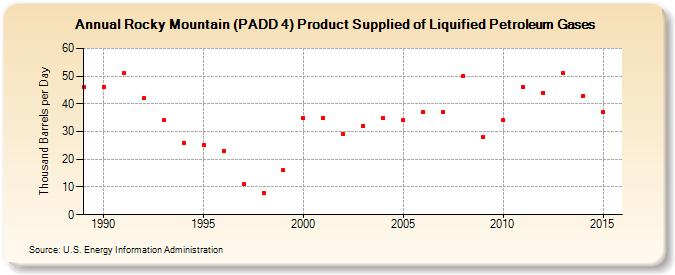 Annual Rocky Mountain (PADD 4) Product Supplied of Liquified Petroleum Gases
Thousand Barrels per Day
60
50
40
30
20
10
0
1990 1995 2000 2005 2010 2015
Source: U.S. Energy Information Administration